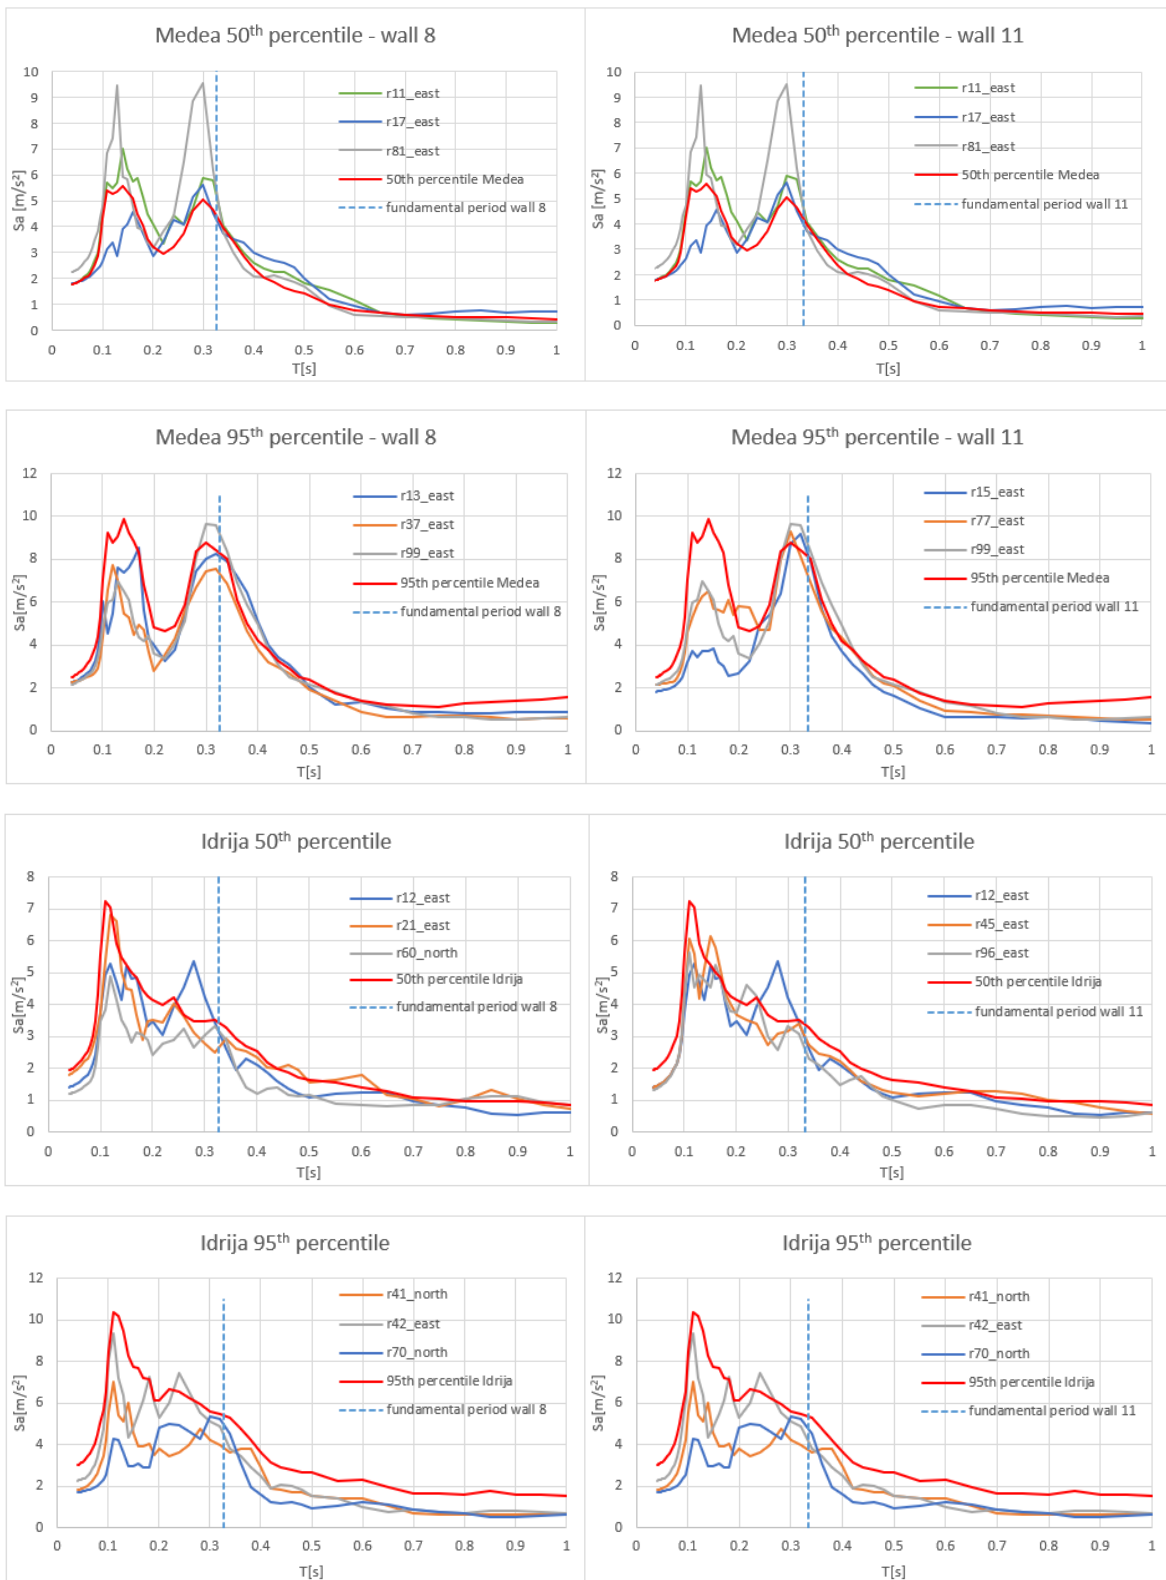 Medea 50th percentile - wall 8
10
9
8
7
6
5
4
3
2
1
0
Sa [m/s²]
r11_east
r17_east
r81_east
50th percentile Medea
fundamental period wall 8
0 0.1 0.2 0.3 0.4 0.5 0.6 0.7 0.8 0.9 1
T[s]
Medea 50th percentile - wall 11
10
9
8
7
6
5
4
3
2
1
0
Sa [m/s²]
r11_east
r17_east
r81_east
50th percentile Medea
fundamental period wall 11
0 0.1 0.2 0.3 0.4 0.5 0.6 0.7 0.8 0.9 1
T[s]
Medea 95th percentile - wall 8
12
10
8
6
4
2
0
Sa[m/s²]
r13_east
r37_east
r99_east
95th percentile Medea
fundamental period wall 8
0 0.1 0.2 0.3 0.4 0.5 0.6 0.7 0.8 0.9 1
T[s]
Medea 95th percentile - wall 11
12
10
8
6
4
2
0
Sa[m/s²]
r15_east
r77_east
r99_east
95th percentile Medea
fundamental period wall 11
0 0.1 0.2 0.3 0.4 0.5 0.6 0.7 0.8 0.9 1
T[s]
Idrija 50th percentile
8
7
6
5
4
3
2
1
0
Sa[m/s²]
r12_east
r21_east
r60_north
50th percentile Idrija
fundamental period wall 8
0 0.1 0.2 0.3 0.4 0.5 0.6 0.7 0.8 0.9 1
T[s]
Idrija 50th percentile
8
7
6
5
4
3
2
1
0
Sa[m/s²]
r12_east
r45_east
r96_east
50th percentile Idrija
fundamental period wall 11
0 0.1 0.2 0.3 0.4 0.5 0.6 0.7 0.8 0.9 1
T[s]
Idrija 95th percentile
12
10
8
6
4
2
0
Sa[m/s²]
r41_north
r42_east
r70_north
95th percentile Idrija
fundamental period wall 8
0 0.1 0.2 0.3 0.4 0.5 0.6 0.7 0.8 0.9 1
T[s]
Idrija 95th percentile
12
10
8
6
4
2
0
Sa[m/s²]
r41_north
r42_east
r70_north
95th percentile Idrija
fundamental period wall 11
0 0.1 0.2 0.3 0.4 0.5 0.6 0.7 0.8 0.9 1
T[s]